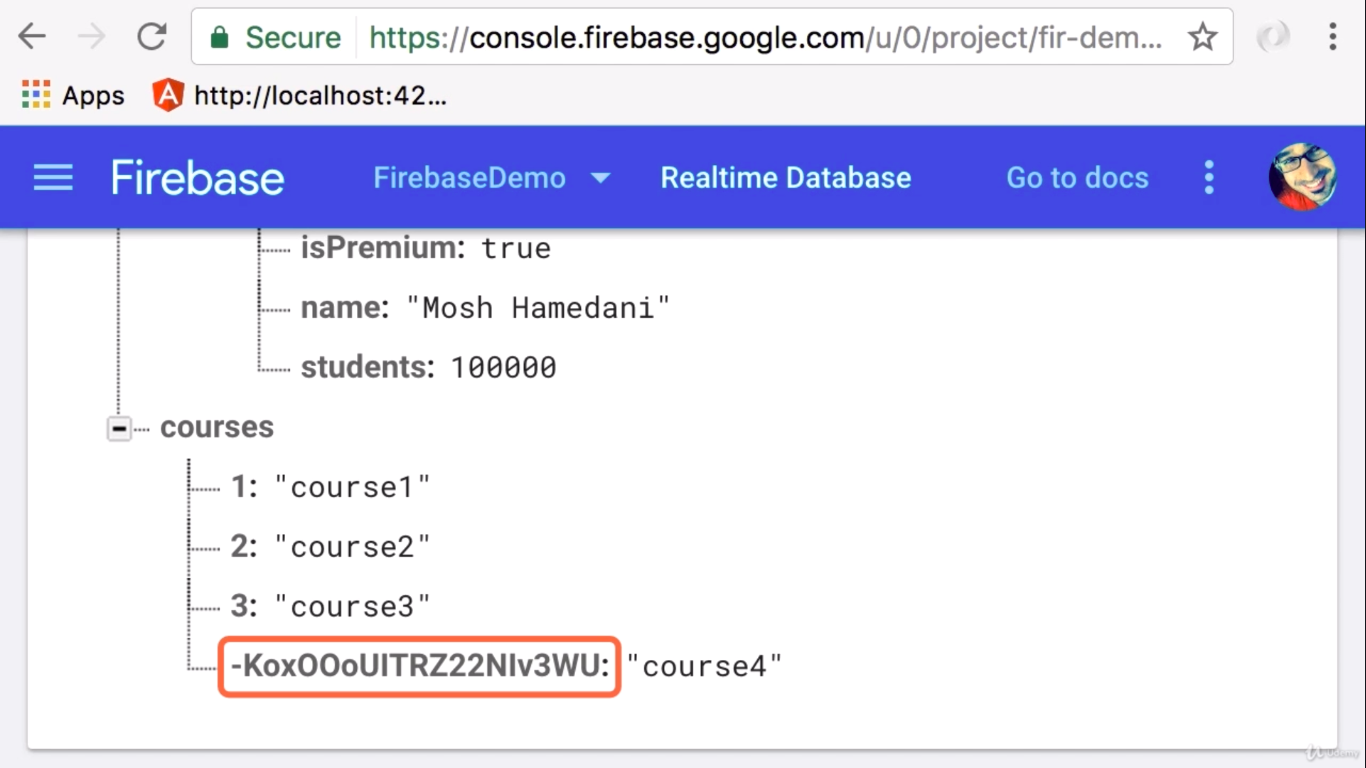 Secure https://console.firebase.google.com/u/0/project/fir-dem...
Apps http://localhost:42...
Firebase FirebaseDemo Realtime Database Go to docs
isPremium: true
name: "Mosh Hamedani"
students: 100000
courses
1: "course1"
2: "course2"
3: "course3"
-KoxOOoUITRZ22NIv3WU: "course4"
Udemy